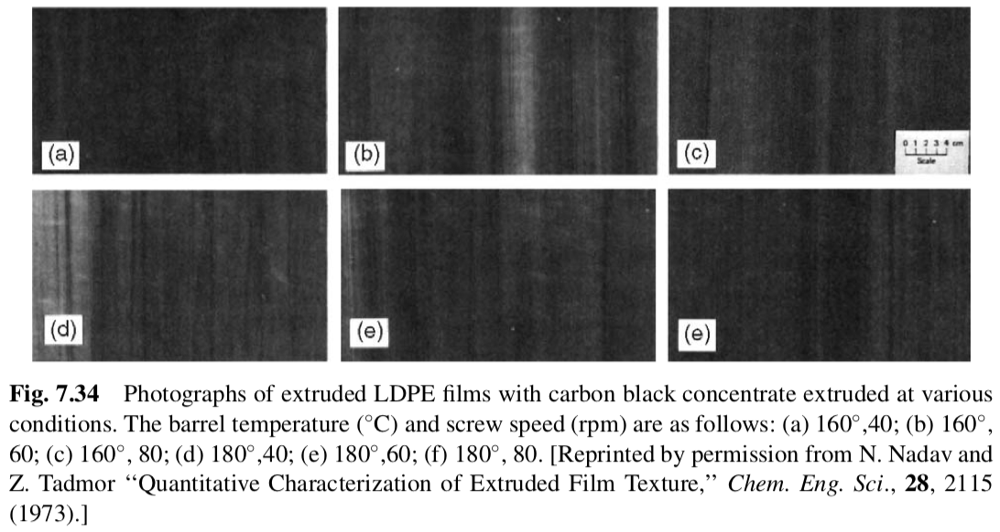 (a)
(b)
(c)
0 1 2 3 4 cm
Scale
(d)
(e)
(e)
Fig. 7.34 Photographs of extruded LDPE films with carbon black concentrate extruded at various
conditions. The barrel temperature (°C) and screw speed (rpm) are as follows: (a) 160°,40; (b) 160°,
60; (c) 160°, 80; (d) 180°,40; (e) 180°,60; (f) 180°, 80. [Reprinted by permission from N. Nadav and
Z. Tadmor ‘‘Quantitative Characterization of Extruded Film Texture,’’ Chem. Eng. Sci., 28, 2115
(1973).]